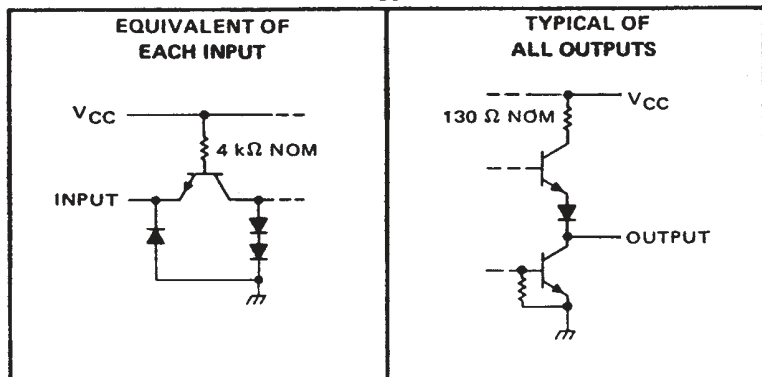 EQUIVALENT OF
EACH INPUT
VCC
4 kΩ NOM
INPUT
TYPICAL OF
ALL OUTPUTS
VCC
130 Ω NOM
OUTPUT